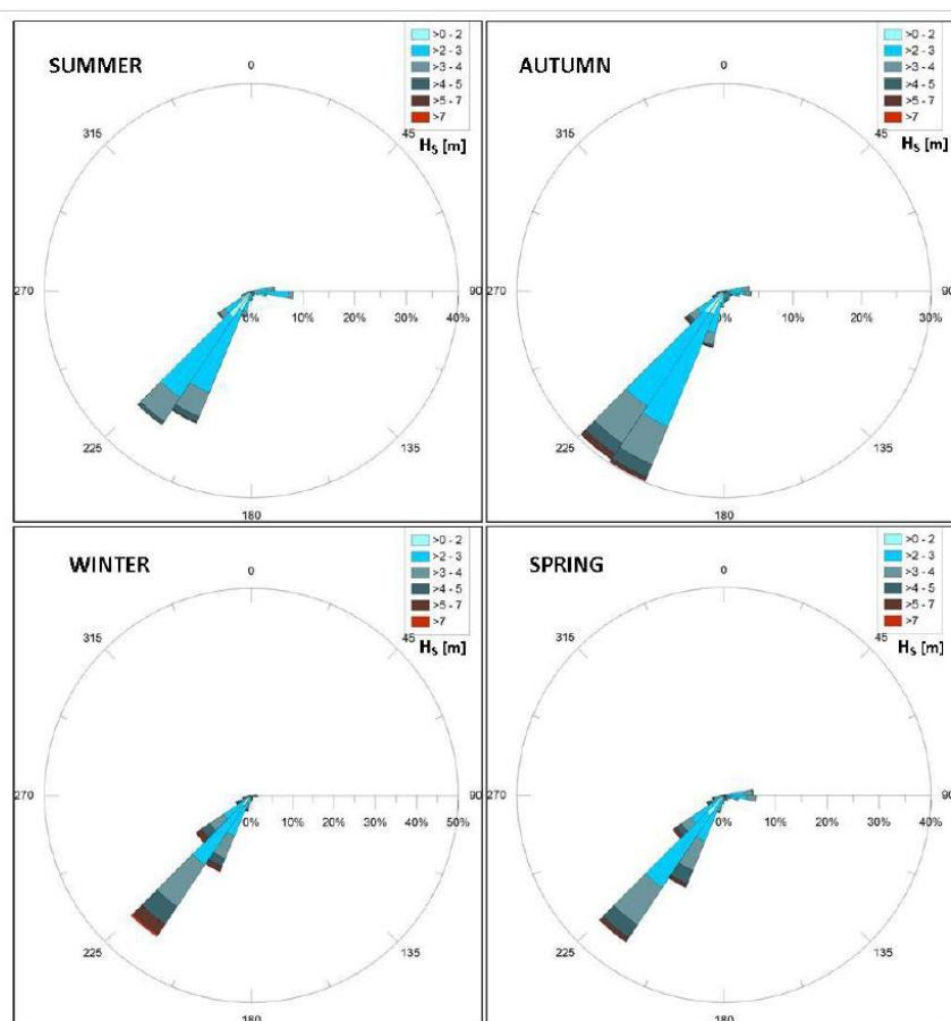 SUMMER
>0 - 2
>2 - 3
>3 - 4
>4 - 5
>5 - 7
>7
Hs [m]
0
45
90
135
180
225
270
315
0% 10% 20% 30% 40%
AUTUMN
>0 - 2
>2 - 3
>3 - 4
>4 - 5
>5 - 7
>7
Hs [m]
0
45
90
135
180
225
270
315
0% 10% 20% 30%
WINTER
>0 - 2
>2 - 3
>3 - 4
>4 - 5
>5 - 7
>7
Hs [m]
0
45
90
135
180
225
270
315
0% 10% 20% 30% 40% 50%
SPRING
>0 - 2
>2 - 3
>3 - 4
>4 - 5
>5 - 7
>7
Hs [m]
0
45
90
135
180
225
270
315
0% 10% 20% 30% 40%